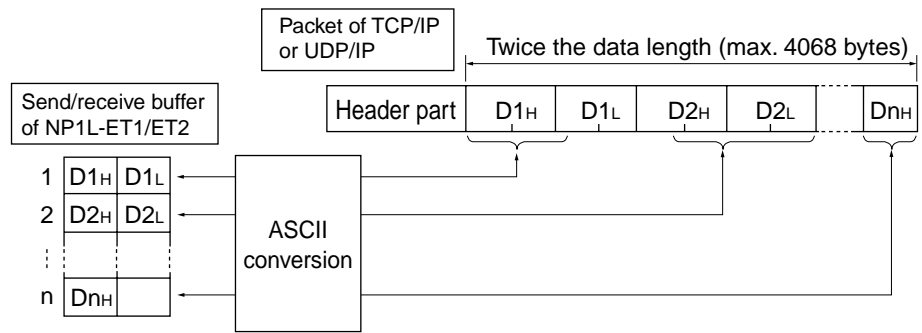 Packet of TCP/IP
or UDP/IP
Twice the data length (max. 4068 bytes)
Send/receive buffer
of NP1L-ET1/ET2
Header part D1H D1L D2H D2L DnH
1 D1H D1L
2 D2H D2L
n DnH
ASCII
conversion